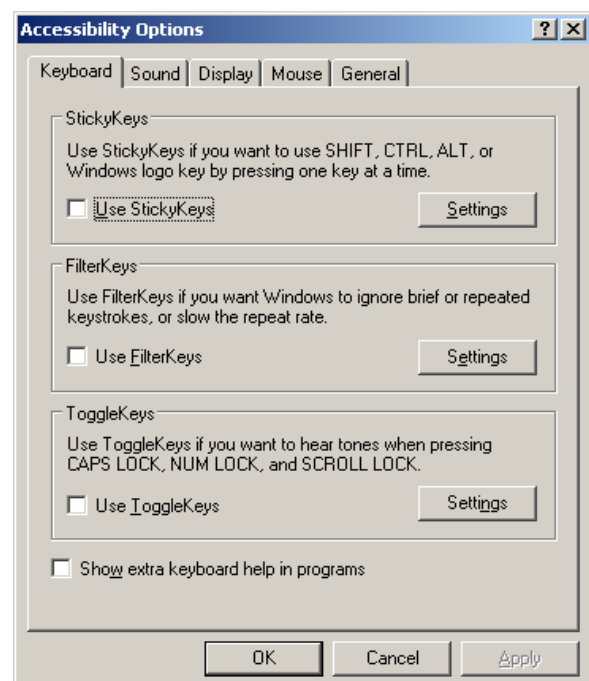 Accessibility Options
Keyboard Sound Display Mouse General
StickyKeys
Use StickyKeys if you want to use SHIFT, CTRL, ALT, or
Windows logo key by pressing one key at a time.
Use StickyKeys Settings
FilterKeys
Use FilterKeys if you want Windows to ignore brief or repeated
keystrokes, or slow the repeat rate.
Use FilterKeys Settings
ToggleKeys
Use ToggleKeys if you want to hear tones when pressing
CAPS LOCK, NUM LOCK, and SCROLL LOCK.
Use ToggleKeys Settings
Show extra keyboard help in programs
OK Cancel Apply